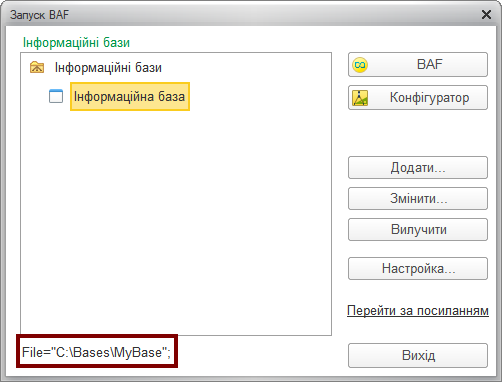 Запуск BAF
Інформаційні бази
Інформаційні бази
Інформаційна база
BAF
Конфігуратор
Додати...
Змінити...
Вилучити
Настройка...
Перейти за посиланням
File="C:\Bases\MyBase";
Вихід